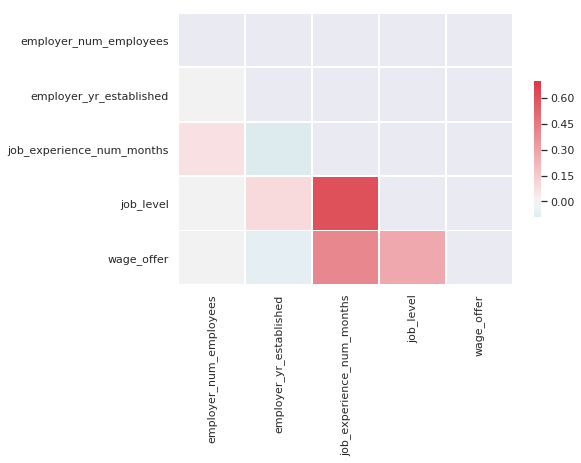 employer_num_employees
employer_yr_established
job_experience_num_months
job_level
wage_offer
employer_num_employees
employer_yr_established
job_experience_num_months
job_level
wage_offer
0.60
0.45
0.30
0.15
0.00